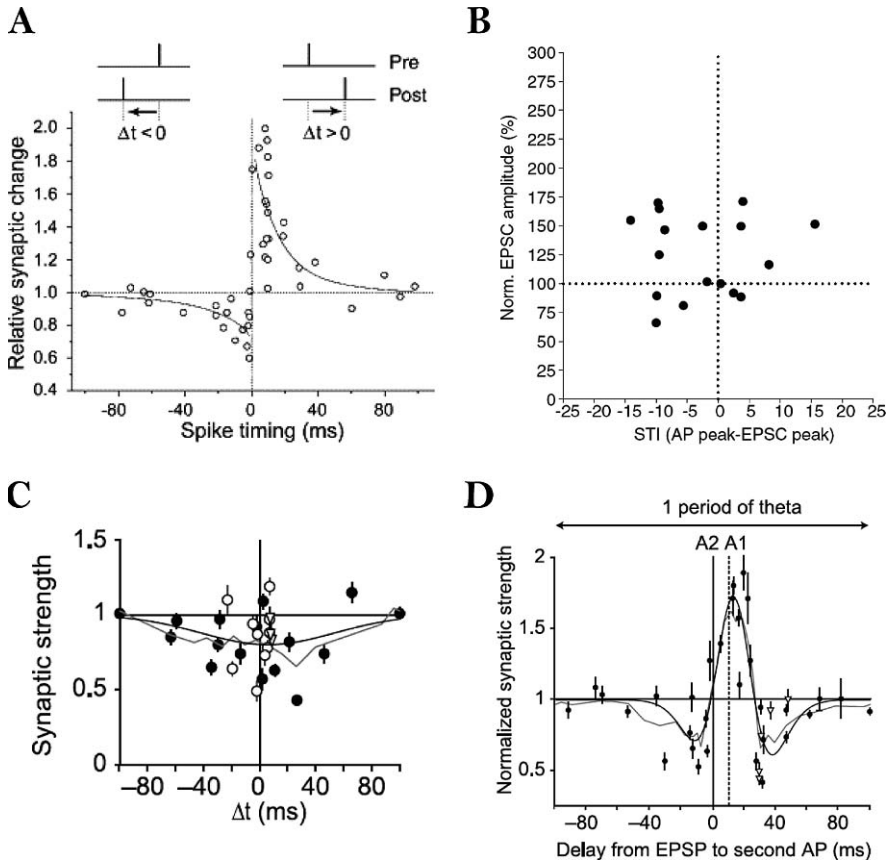 A
Pre
Post
Δt < 0
Δt > 0
Relative synaptic change
2.0
1.8
1.6
1.4
1.2
1.0
0.8
0.6
0.4
-80 -40 0 40 80
Spike timing (ms)
B
Norm. EPSC amplitude (%)
300
275
250
225
200
175
150
125
100
75
50
25
0
-25 -20 -15 -10 -5 0 5 10 15 20 25
STI (AP peak-EPSC peak)
C
Synaptic strength
1.5
1
0.5
0
−80 −40 0 40 80
Δt (ms)
D
1 period of theta
A2 A1
Normalized synaptic strength
2
1.5
1
0.5
−80 −40 0 40 80
Delay from EPSP to second AP (ms)